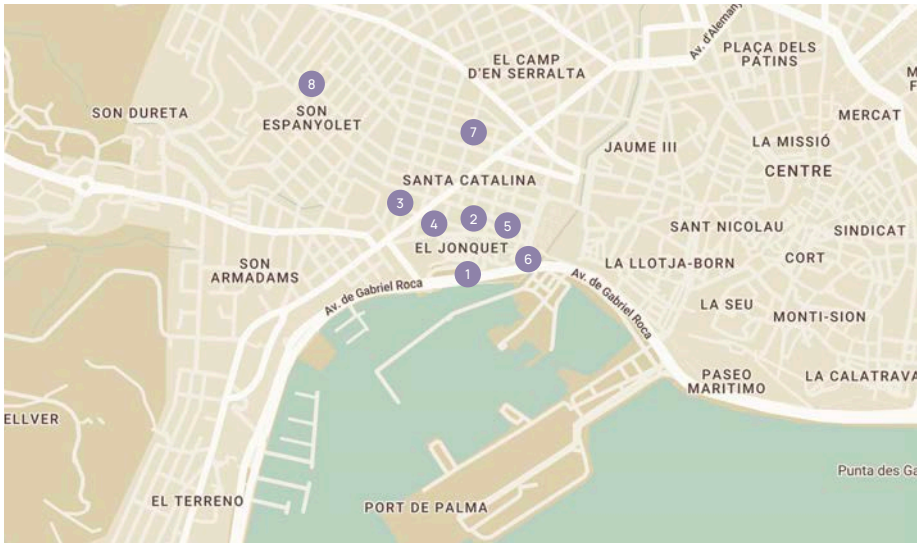 Av. d'Alemany
PLAÇA DELS
PATINS
EL CAMP
D'EN SERRALTA
8
SON DURETA
SON
ESPANYOLET
MERCAT
7
JAUME III
LA MISSIÓ
CENTRE
SANTA CATALINA
3
4
2
5
SANT NICOLAU
SINDICAT
EL JONQUET
6
1
LA LLOTJA-BORN
CORT
SON
ARMADAMS
Av. de Gabriel Roca
Av. de Gabriel Roca
LA SEU
MONTI-SION
PASEO
MARITIMO
LA CALATRAVA
ELLVER
Punta des Ga
EL TERRENO
PORT DE PALMA